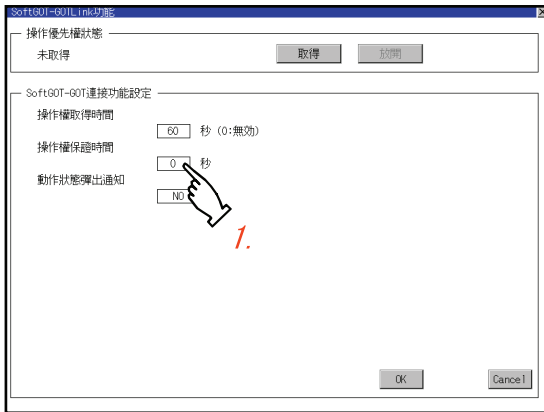 SoftGOT-GOTLink功能
操作優先權狀態
未取得 取得 放開
SoftGOT-GOT連接功能設定
操作權取得時間
60 秒 (0:無効)
操作權保證時間
0 秒
動作狀態彈出通知
NO
1.
OK Cancel